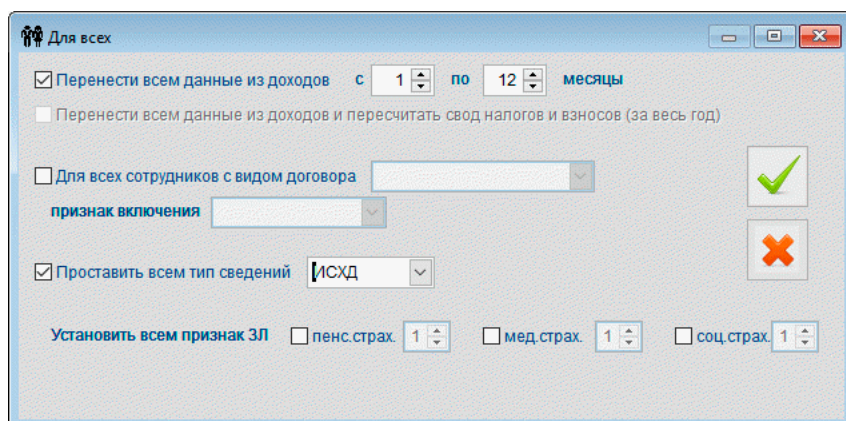 Для всех
Перенести всем данные из доходов с 1 по 12 месяцы
Перенести всем данные из доходов и пересчитать свод налогов и взносов (за весь год)
Для всех сотрудников с видом договора
признак включения
Проставить всем тип сведений ИСХД
Установить всем признак ЗЛ пенс.страх. 1 мед.страх. 1 соц.страх. 1